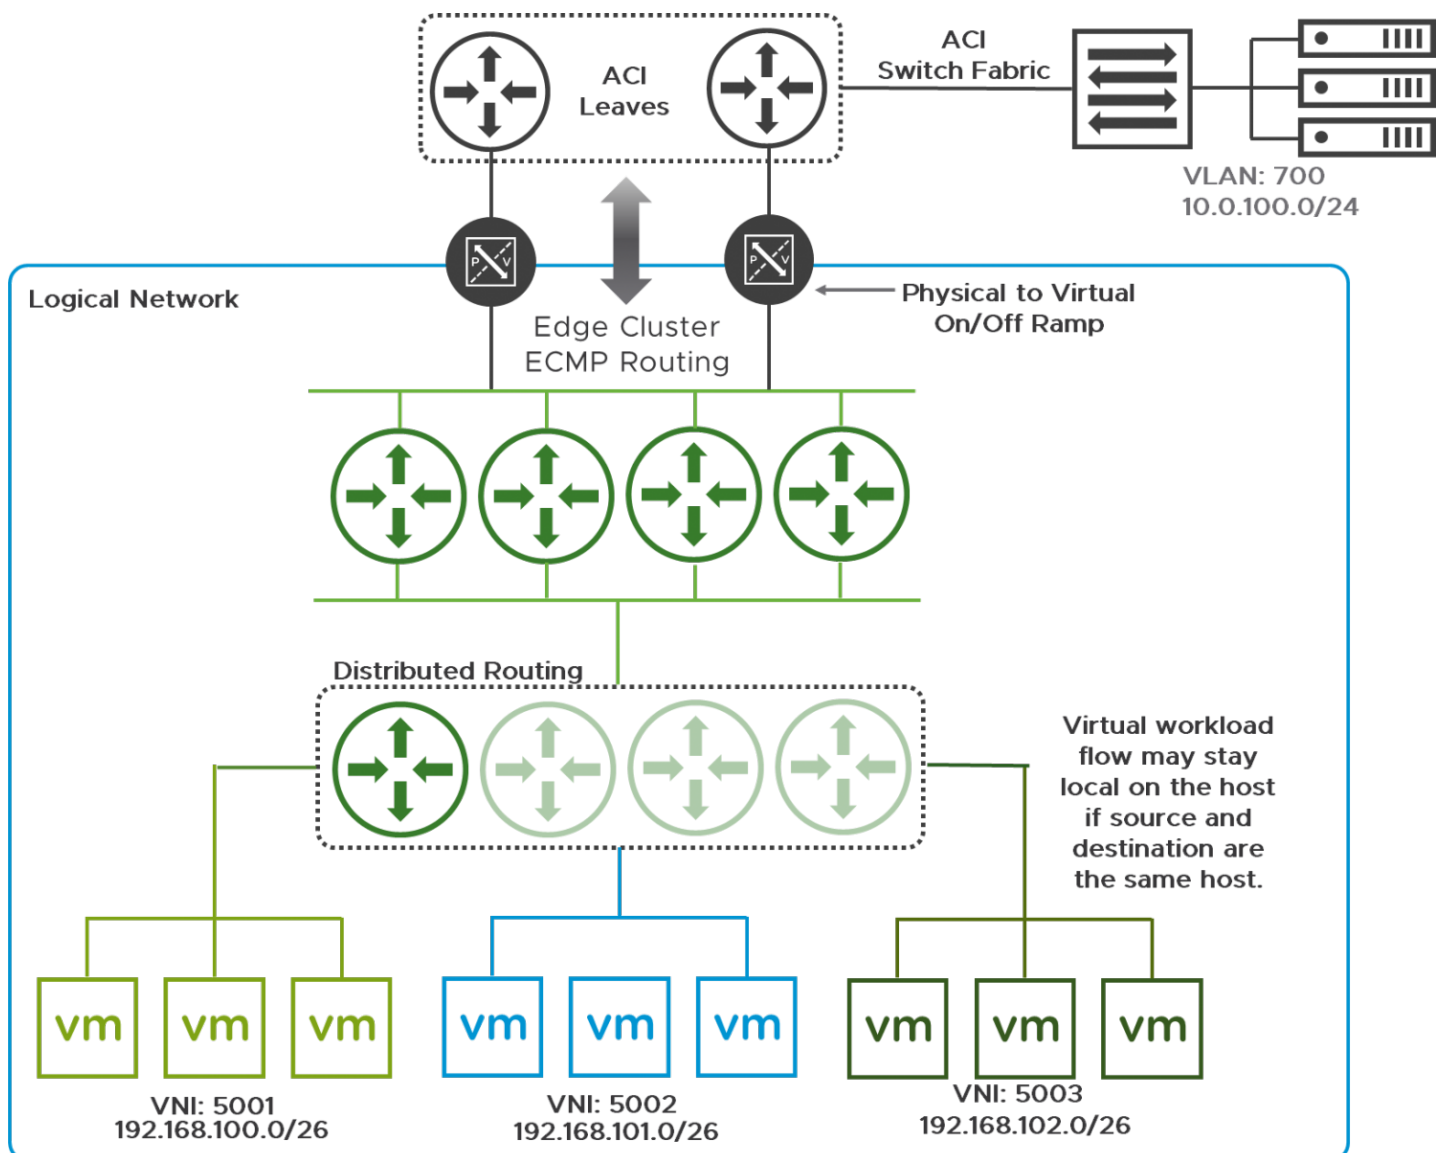 ACI
Leaves
ACI
Switch Fabric
VLAN: 700
10.0.100.0/24
P V
P V
Logical Network
Physical to Virtual
On/Off Ramp
Edge Cluster
ECMP Routing
Distributed Routing
Virtual workload
flow may stay
local on the host
if source and
destination are
the same host.
vm vm vm
vm vm vm
vm vm vm
VNI: 5001
192.168.100.0/26
VNI: 5002
192.168.101.0/26
VNI: 5003
192.168.102.0/26